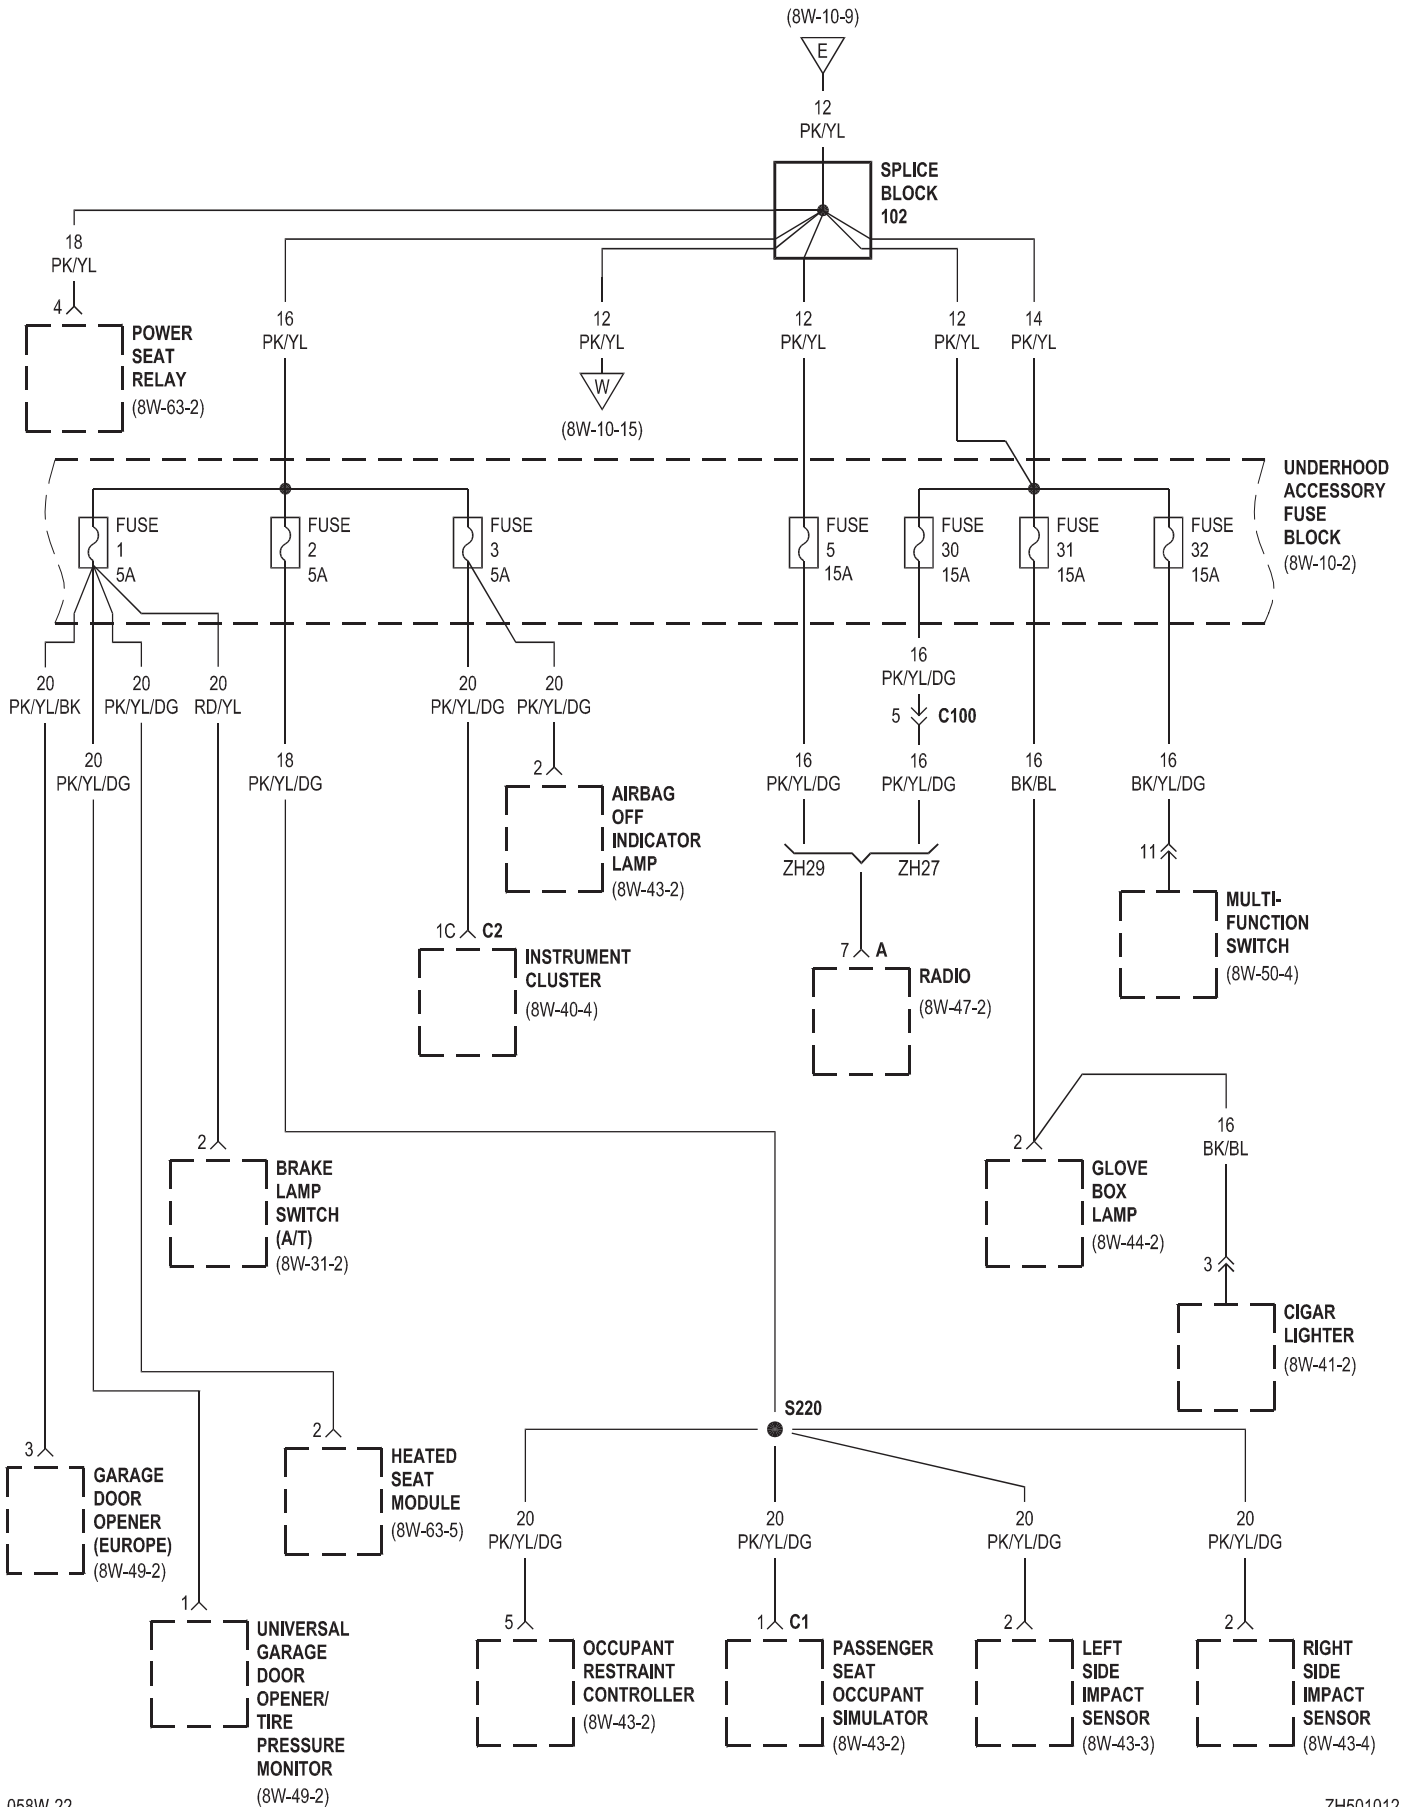 (8W-10-9)
E
12
PK/YL
SPLICE
BLOCK
102
18
PK/YL
4
POWER
SEAT
RELAY
(8W-63-2)
16
PK/YL
12
PK/YL
W
(8W-10-15)
12
PK/YL
12
PK/YL
14
PK/YL
UNDERHOOD
ACCESSORY
FUSE
BLOCK
(8W-10-2)
FUSE
1
5A
FUSE
2
5A
FUSE
3
5A
FUSE
5
15A
FUSE
30
15A
FUSE
31
15A
FUSE
32
15A
20
PK/YL/BK
20
PK/YL/DG
20
RD/YL
20
PK/YL/DG
20
PK/YL/DG
16
PK/YL/DG
5
C100
20
PK/YL/DG
18
PK/YL/DG
16
PK/YL/DG
16
PK/YL/DG
16
BK/BL
16
BK/YL/DG
2
AIRBAG
OFF
INDICATOR
LAMP
(8W-43-2)
ZH29
ZH27
11
MULTI-
FUNCTION
SWITCH
(8W-50-4)
1C
C2
INSTRUMENT
CLUSTER
(8W-40-4)
7
A
RADIO
(8W-47-2)
2
BRAKE
LAMP
SWITCH
(A/T)
(8W-31-2)
2
GLOVE
BOX
LAMP
(8W-44-2)
16
BK/BL
3
CIGAR
LIGHTER
(8W-41-2)
S220
3
GARAGE
DOOR
OPENER
(EUROPE)
(8W-49-2)
2
HEATED
SEAT
MODULE
(8W-63-5)
20
PK/YL/DG
20
PK/YL/DG
20
PK/YL/DG
20
PK/YL/DG
1
UNIVERSAL
GARAGE
DOOR
OPENER/
TIRE
PRESSURE
MONITOR
(8W-49-2)
5
OCCUPANT
RESTRAINT
CONTROLLER
(8W-43-2)
1
C1
PASSENGER
SEAT
OCCUPANT
SIMULATOR
(8W-43-2)
2
LEFT
SIDE
IMPACT
SENSOR
(8W-43-3)
2
RIGHT
SIDE
IMPACT
SENSOR
(8W-43-4)
058W-22
ZH501012